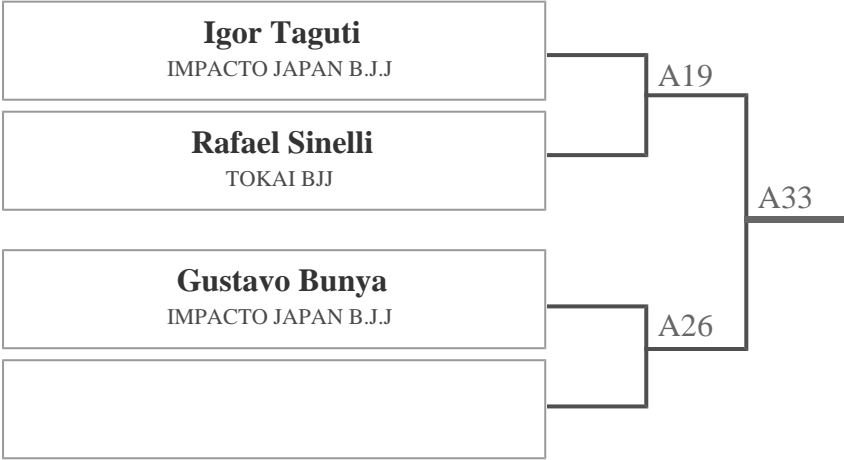 Igor Taguti
IMPACTO JAPAN B.J.J
A19
Rafael Sinelli
TOKAI BJJ
A33
Gustavo Bunya
IMPACTO JAPAN B.J.J
A26